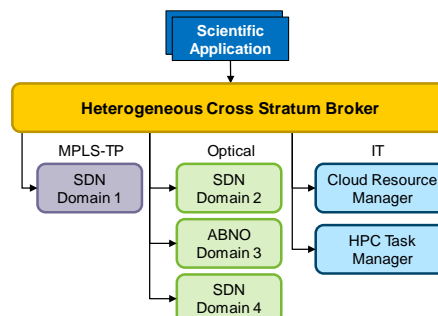 Scientific
Application
Heterogeneous Cross Stratum Broker
MPLS-TP
Optical
IT
SDN
Domain 1
SDN
Domain 2
Cloud Resource
Manager
ABNO
Domain 3
HPC Task
Manager
SDN
Domain 4